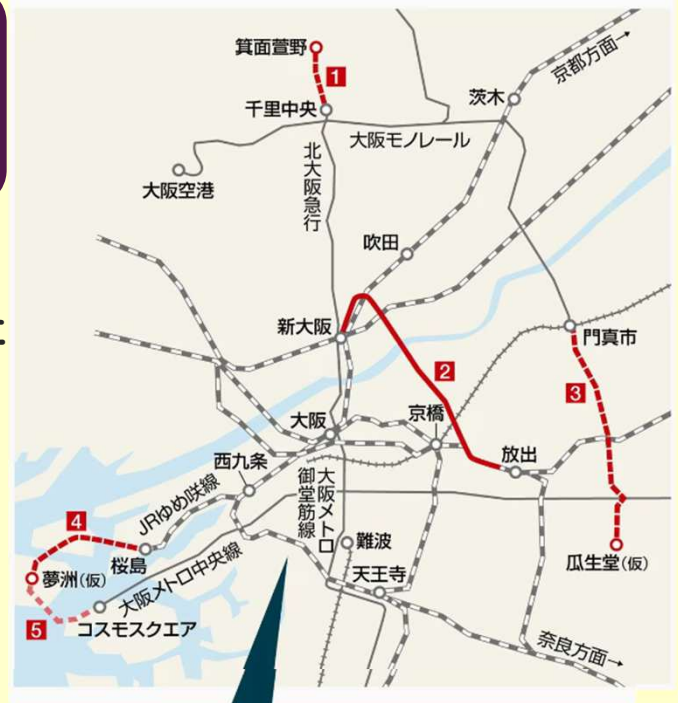 箕面萱野
1
千里中央
京都方面→
茨木
大阪モノレール
大阪空港
北大阪急行
吹田
新大阪
門真市
2
3
大阪
京橋
放出
西九条
JRゆめ咲線
大阪メトロ
御堂筋線
4
桜島
難波
瓜生堂(仮)
夢洲(仮)
大阪メトロ中央線
天王寺
5
コスモスクエア
奈良方面→